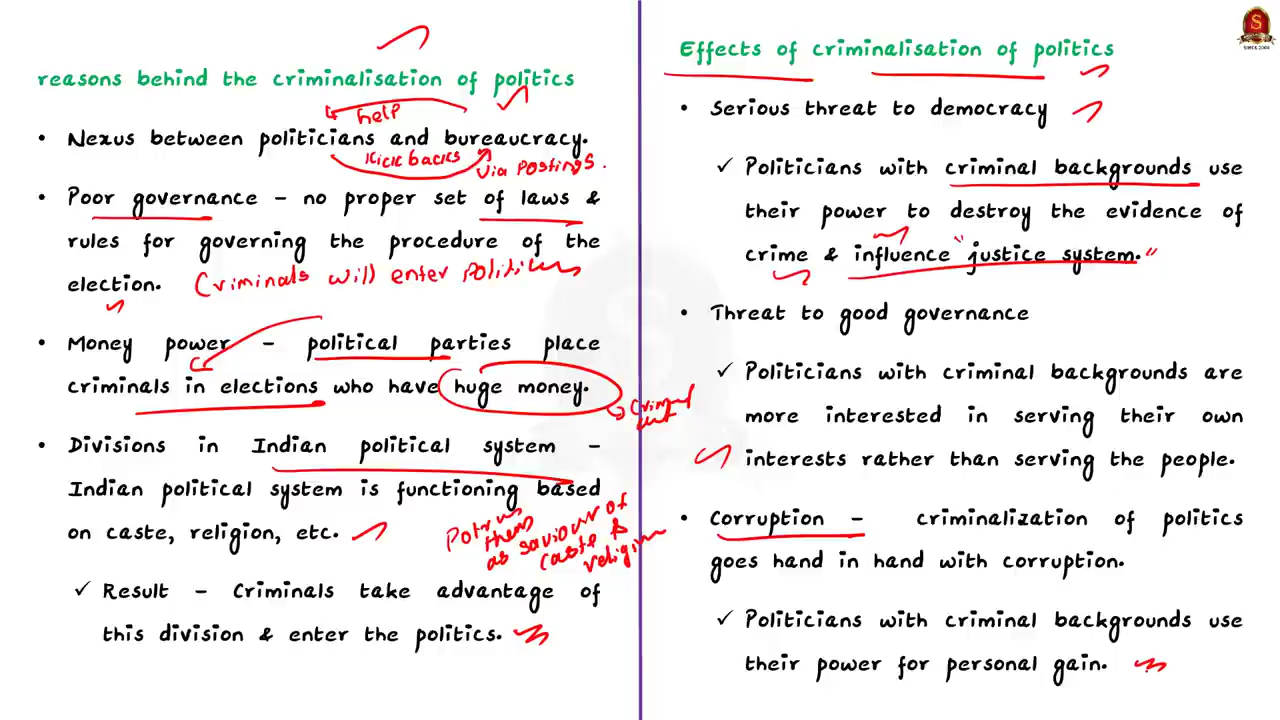 reasons behind the criminalisation of politics
help
• Nexus between politicians and bureaucracy.
Kick backs
via postings.
• Poor governance – no proper set of laws &
rules for governing the procedure of the
election. Criminals will enter Politics
• Money power – political parties place
criminals in elections who have huge money.
• Divisions in Indian political system –
Indian political system is functioning based
on caste, religion, etc.
them
as saviour of
caste &
religion
✓ Result – Criminals take advantage of
this division & enter the politics.
Effects of criminalisation of politics
• Serious threat to democracy
✓ Politicians with criminal backgrounds use
their power to destroy the evidence of
crime & influence "justice system."
• Threat to good governance
✓ Politicians with criminal backgrounds are
more interested in serving their own
interests rather than serving the people.
• Corruption – criminalization of politics
goes hand in hand with corruption.
✓ Politicians with criminal backgrounds use
their power for personal gain.
S
SINCE 2004